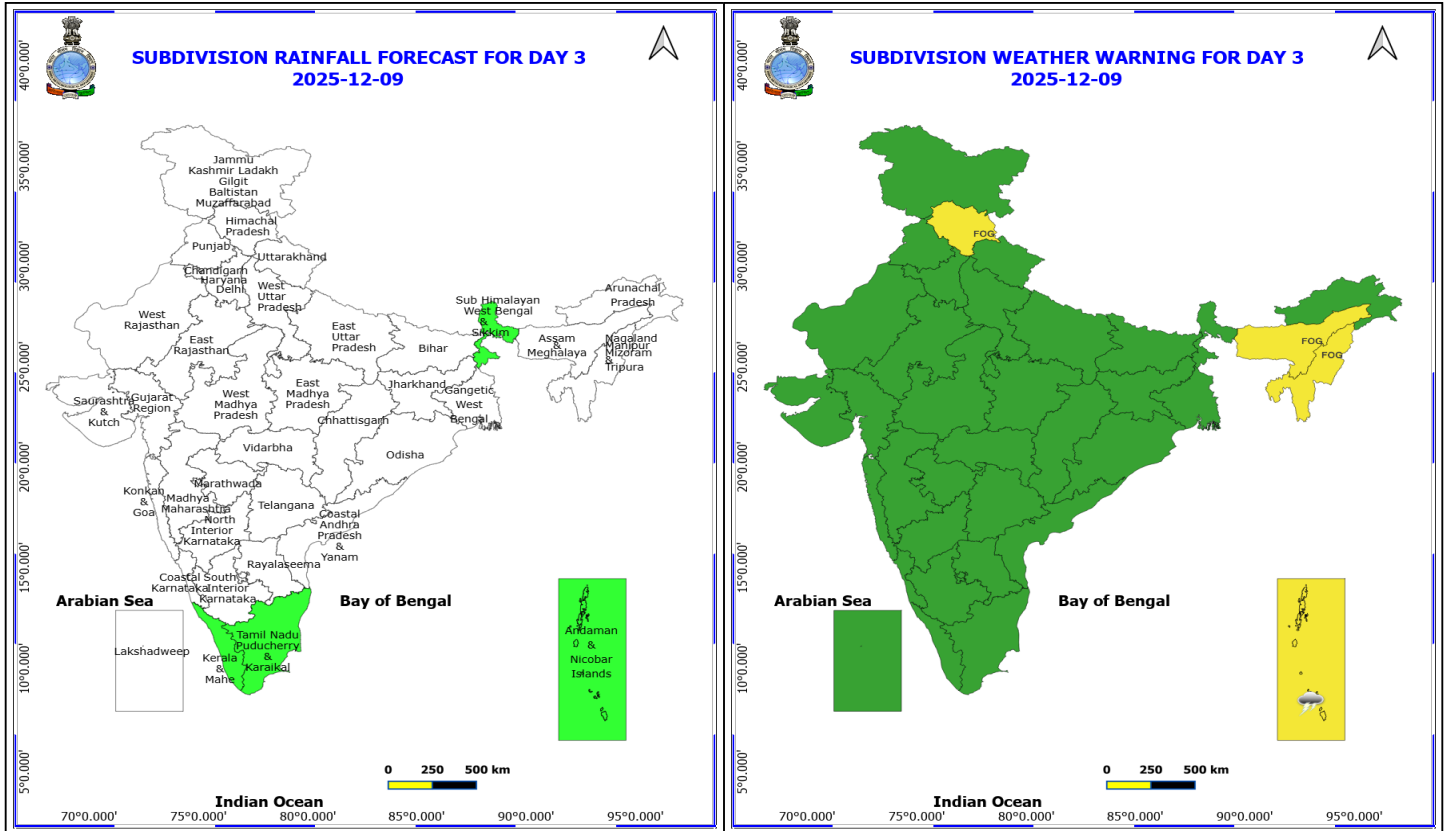 SUBDIVISION RAINFALL FORECAST FOR DAY 3
2025-12-09
40°0.000'
35°0.000'
30°0.000'
25°0.000'
20°0.000'
15°0.000'
10°0.000'
5°0.000'
Jammu
Kashmir Ladakh
Gilgit
Baltistan
Muzaffarabad
Himachal
Pradesh
Punjab
Uttarakhand
Chandigarh
Haryana
Delhi
West
Uttar
Pradesh
Arunachal
Pradesh
Sub Himalayan
West Bengal
&
Sikkim
West
Rajasthan
East
Rajasthan
East
Uttar
Pradesh
Bihar
Assam
&
Meghalaya
Nagaland
Manipur
Mizoram
&
Tripura
Jharkhand
Gangetic
West
Bengal
Saurashtra
&
Kutch
Gujarat
Region
West
Madhya
Pradesh
East
Madhya
Pradesh
Chhattisgarh
Vidarbha
Odisha
Konkan
&
Goa
Madhya
Maharashtra
Marathwada
Telangana
North
Interior
Karnataka
Coastal
Andhra
Pradesh
&
Yanam
Rayalaseema
Coastal
Karnataka
South
Interior
Karnataka
Arabian Sea
Bay of Bengal
Lakshadweep
Kerala
&
Mahe
Tamil Nadu
Puducherry
&
Karaikal
Andaman
&
Nicobar
Islands
0 250 500 km
Indian Ocean
70°0.000' 75°0.000' 80°0.000' 85°0.000' 90°0.000' 95°0.000'
SUBDIVISION WEATHER WARNING FOR DAY 3
2025-12-09
40°0.000'
35°0.000'
30°0.000'
25°0.000'
20°0.000'
15°0.000'
10°0.000'
5°0.000'
FOG
FOG
FOG
Arabian Sea
Bay of Bengal
0 250 500 km
Indian Ocean
70°0.000' 75°0.000' 80°0.000' 85°0.000' 90°0.000' 95°0.000'